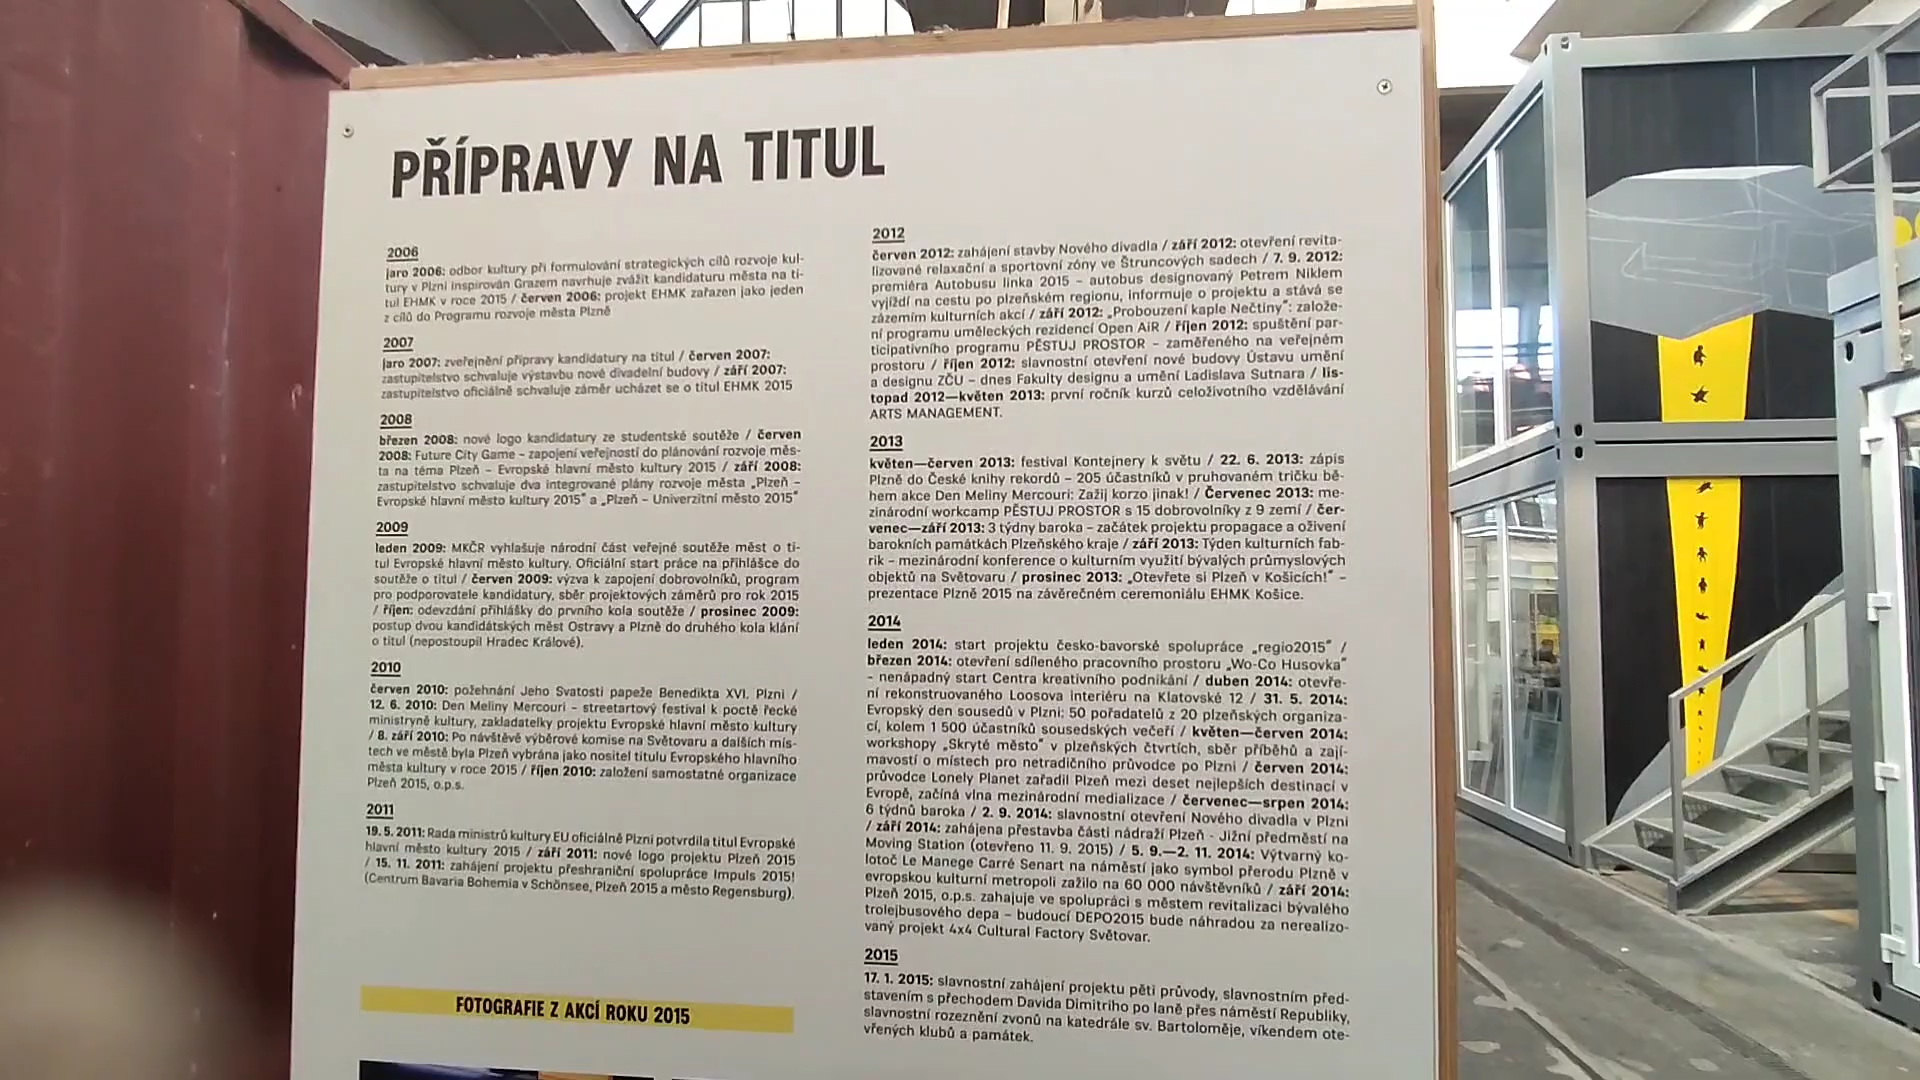 PŘÍPRAVY NA TITUL
2006
jaro 2006: odbor kultury při formulování strategických cílů rozvoje kul-
tury v Plzni inspirován Grazem navrhuje zvážit kandidaturu města na ti-
tul EHMK v roce 2015 / červen 2006: projekt EHMK zařazen jako jeden
z cílů do Programu rozvoje města Plzně
2007
jaro 2007: zveřejnění přípravy kandidatury na titul / červen 2007:
zastupitelstvo schvaluje výstavbu nové divadelní budovy / září 2007:
zastupitelstvo oficiálně schvaluje záměr ucházet se o titul EHMK 2015
2008
březen 2008: nové logo kandidatury ze studentské soutěže / červen
2008: Future City Game – zapojení veřejnosti do plánování rozvoje měs-
ta na téma Plzeň – Evropské hlavní město kultury 2015 / září 2008:
zastupitelstvo schvaluje dva integrované plány rozvoje města „Plzeň –
Evropské hlavní město kultury 2015“ a „Plzeň – Univerzitní město 2015“
2009
leden 2009: MKČR vyhlašuje národní část veřejné soutěže měst o ti-
tul Evropské hlavní město kultury. Oficiální start práce na přihlášce do
soutěže o titul / červen 2009: výzva k zapojení dobrovolníků, program
pro podporovatele kandidatury, sběr projektových záměrů pro rok 2015
/ říjen: odevzdání přihlášky do prvního kola soutěže / prosinec 2009:
postup dvou kandidátských měst Ostravy a Plzně do druhého kola klání
o titul (nepostoupil Hradec Králové).
2010
červen 2010: požehnání Jeho Svatosti papeže Benedikta XVI. Plzni /
12. 6. 2010: Den Meliny Mercouri – streetartový festival k poctě řecké
ministryně kultury, zakladatelky projektu Evropské hlavní město kultury
/ 8. září 2010: Po návštěvě výběrové komise na Světovaru a dalších mís-
tech ve městě byla Plzeň vybrána jako nositel titulu Evropského hlavního
města kultury v roce 2015 / říjen 2010: založení samostatné organizace
Plzeň 2015, o.p.s.
2011
19. 5. 2011: Rada ministrů kultury EU oficiálně Plzni potvrdila titul Evropské
hlavní město kultury 2015 / září 2011: nové logo projektu Plzeň 2015
/ 15. 11. 2011: zahájení projektu přeshraniční spolupráce Impuls 2015!
(Centrum Bavaria Bohemia v Schönsee, Plzeň 2015 a město Regensburg).
FOTOGRAFIE Z AKCÍ ROKU 2015
2012
červen 2012: zahájení stavby Nového divadla / září 2012: otevření revita-
lizované relaxační a sportovní zóny ve Štruncových sadech / 7. 9. 2012:
premiéra Autobusu linka 2015 – autobus designovaný Petrem Niklem
vyjíždí na cestu po plzeňském regionu, informuje o projektu a stává se
zázemím kulturních akcí / září 2012: „Probouzení kaple Nečtiny“: založe-
ní programu uměleckých rezidencí Open AiR / říjen 2012: spuštění par-
ticipativního programu PĚSTUJ PROSTOR – zaměřeného na veřejném
prostoru / říjen 2012: slavnostní otevření nové budovy Ústavu umění
a designu ZČU – dnes Fakulty designu a umění Ladislava Sutnara / lis-
topad 2012—květen 2013: první ročník kurzů celoživotního vzdělávání
ARTS MANAGEMENT.
2013
květen—červen 2013: festival Kontejnery k světu / 22. 6. 2013: zápis
Plzně do České knihy rekordů – 205 účastníků v pruhovaném tričku bě-
hem akce Den Meliny Mercouri: Zažij korzo jinak! / Červenec 2013: me-
zinárodní workcamp PĚSTUJ PROSTOR s 15 dobrovolníky z 9 zemí / čer-
venec—září 2013: 3 týdny baroka – začátek projektu propagace a oživení
barokních památkách Plzeňského kraje / září 2013: Týden kulturních fab-
rik – mezinárodní konference o kulturním využití bývalých průmyslových
objektů na Světovaru / prosinec 2013: „Otevřete si Plzeň v Košicích!“ –
prezentace Plzně 2015 na závěrečném ceremoniálu EHMK Košice.
2014
leden 2014: start projektu česko-bavorské spolupráce „regio2015“ /
březen 2014: otevření sdíleného pracovního prostoru „Wo-Co Husovka“
– nenápadný start Centra kreativního podnikání / duben 2014: otevře-
ní rekonstruovaného Loosova interiéru na Klatovské 12 / 31. 5. 2014:
Evropský den sousedů v Plzni: 50 pořadatelů z 20 plzeňských organiza-
cí, kolem 1 500 účastníků sousedských večeří / květen—červen 2014:
workshopy „Skryté město“ v plzeňských čtvrtích, sběr příběhů a zají-
mavostí o místech pro netradičního průvodce po Plzni / červen 2014:
průvodce Lonely Planet zařadil Plzeň mezi deset nejlepších destinací v
Evropě, začíná vlna mezinárodní medializace / červenec—srpen 2014:
6 týdnů baroka / 2. 9. 2014: slavnostní otevření Nového divadla v Plzni
/ září 2014: zahájena přestavba části nádraží Plzeň - Jižní předměstí na
Moving Station (otevřeno 11. 9. 2015) / 5. 9.—2. 11. 2014: Výtvarný ko-
lotoč Le Manege Carré Senart na náměstí jako symbol přerodu Plzně v
evropskou kulturní metropoli zažilo na 60 000 návštěvníků / září 2014:
Plzeň 2015, o.p.s. zahajuje ve spolupráci s městem revitalizaci bývalého
trolejbusového depa – budoucí DEPO2015 bude náhradou za nerealizo-
vaný projekt 4x4 Cultural Factory Světovar.
2015
17. 1. 2015: slavnostní zahájení projektu pěti průvody, slavnostním před-
stavením s přechodem Davida Dimitriho po laně přes náměstí Republiky,
slavnostní rozeznění zvonů na katedrále sv. Bartoloměje, víkendem ote-
vřených klubů a památek.